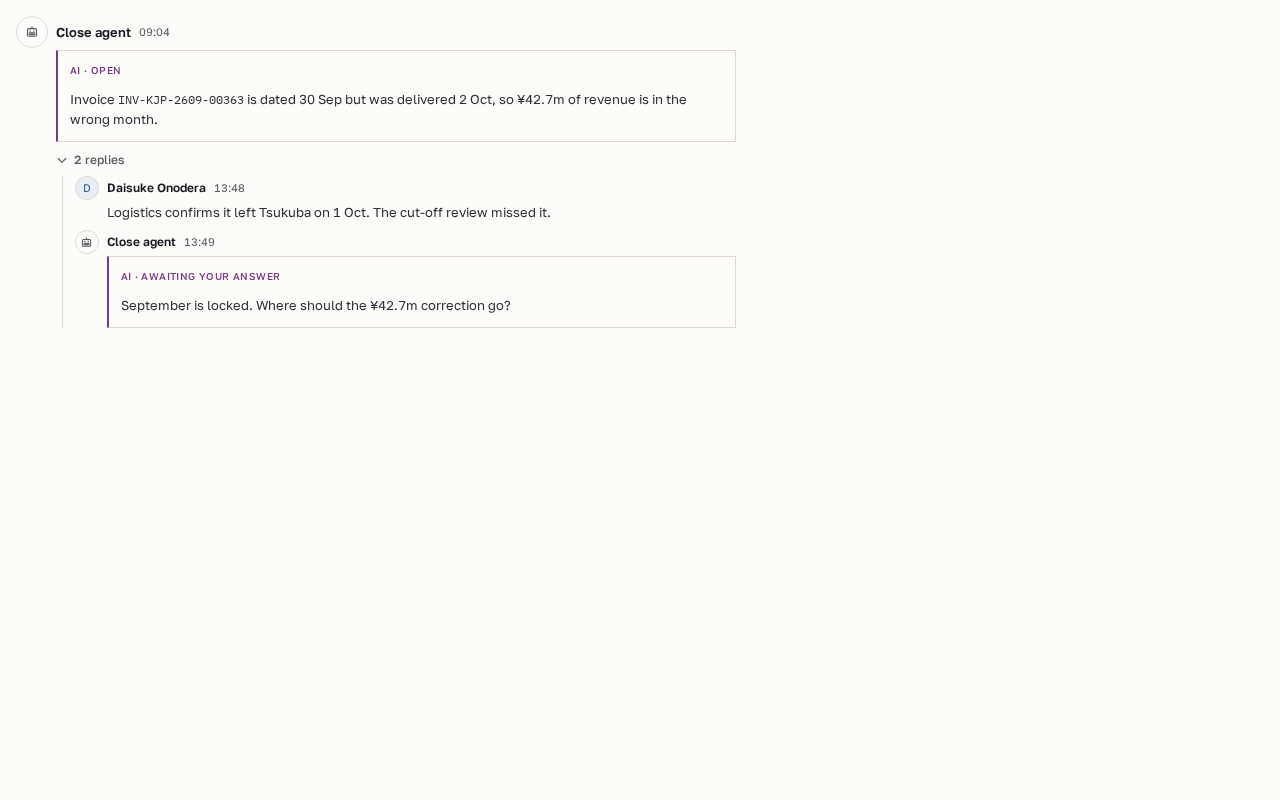 Close agent 09:04
AI · OPEN
Invoice INV-KJP-2609-00363 is dated 30 Sep but was delivered 2 Oct, so ¥42.7m of revenue is in the
wrong month.
2 replies
D Daisuke Onodera 13:48
Logistics confirms it left Tsukuba on 1 Oct. The cut-off review missed it.
Close agent 13:49
AI · AWAITING YOUR ANSWER
September is locked. Where should the ¥42.7m correction go?